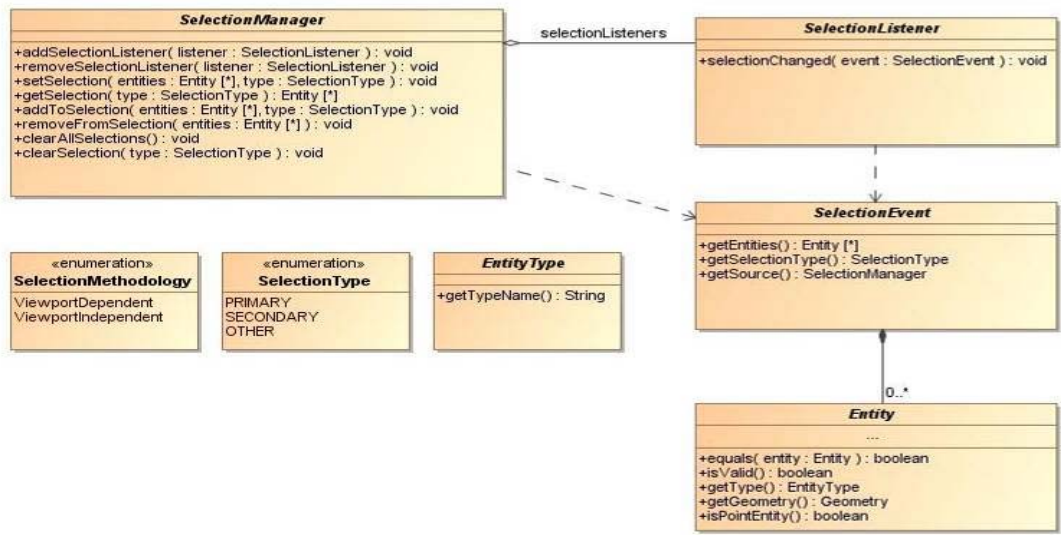 SelectionManager
+addSelectionListener( listener : SelectionListener ) : void
+removeSelectionListener( listener : SelectionListener ) : void
+setSelection( entities : Entity [*], type : SelectionType ) : void
+getSelection( type : SelectionType ) : Entity [*]
+addToSelection( entities : Entity [*], type : SelectionType ) : void
+removeFromSelection( entities : Entity [*] ) : void
+clearAllSelections() : void
+clearSelection( type : SelectionType ) : void
selectionListeners
SelectionListener
+selectionChanged( event : SelectionEvent ) : void
SelectionEvent
+getEntities() : Entity [*]
+getSelectionType() : SelectionType
+getSource() : SelectionManager
«enumeration»
SelectionMethodology
ViewportDependent
ViewportIndependent
«enumeration»
SelectionType
PRIMARY
SECONDARY
OTHER
EntityType
+getTypeName() : String
0..*
Entity
...
+equals( entity : Entity ) : boolean
+isValid() : boolean
+getType() : EntityType
+getGeometry() : Geometry
+isPointEntity() : boolean